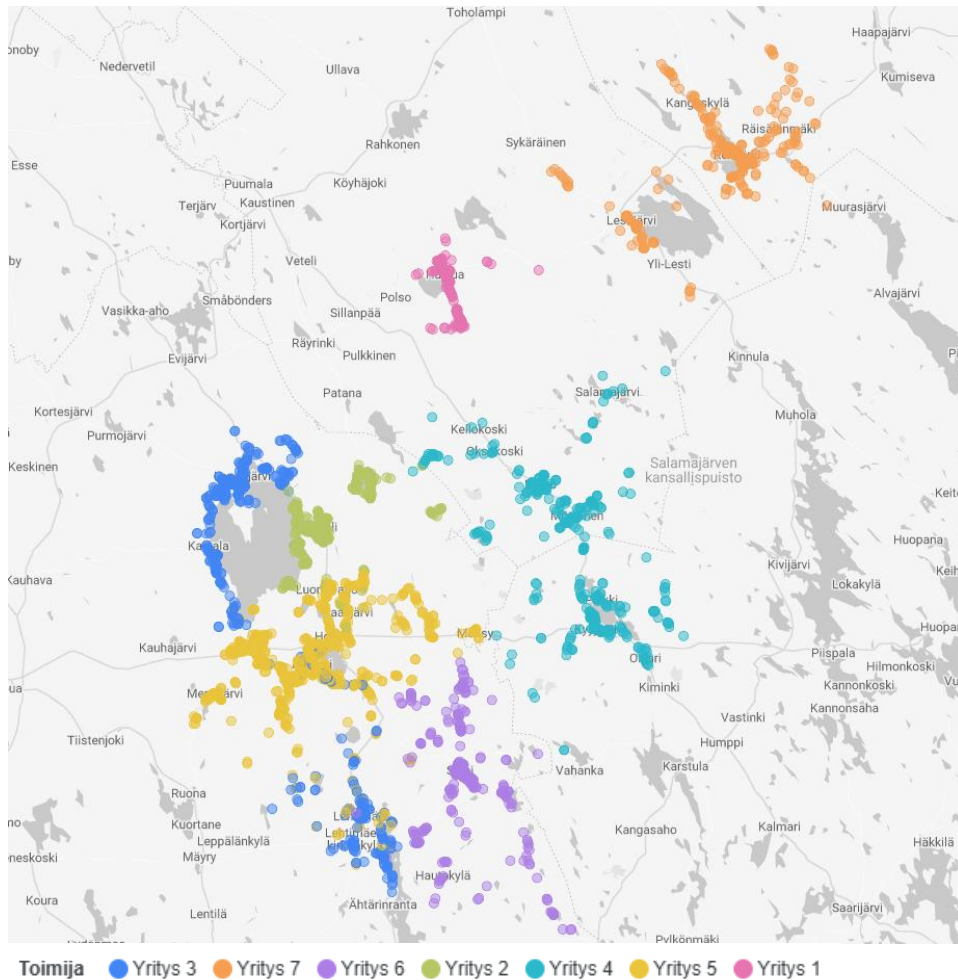 Toholampi
Haapajärvi
Nedervetil
Ullava
Kumiseva
Rahkonen
Sykäräinen
Räisälänmäki
Esse
Puumala
Köyhäjoki
Terjärv
Kaustinen
Kortjärvi
Muurasjärvi
Veteli
Yli-Lesti
Polso
Småbönders
Alvajärvi
Vasikka-aho
Sillanpää
Räyrinki
Pulkkinen
Evijärvi
Kinnula
Patana
Salamajärvi
Kortesjärvi
Muhola
Purmojärvi
Kellokoski
Keskinen
Salamajärven
kansallispuisto
Huopana
Kivijärvi
Kauhava
Lokakylä
Kauhajärvi
Piispala
Hilmonkoski
Kiminki
Kannonkoski
Kannonsaha
Vastinki
Tiistenjoki
Humppi
Vahanka
Karstula
Ruona
Kuortane
Leppälänkylä
Kangasaho
Kalmari
Häkkilä
Mäyry
Hautakylä
Koura
Ähtärinranta
Saarijärvi
Lentilä
Pylkönmäki
Toimija Yritys 3 Yritys 7 Yritys 6 Yritys 2 Yritys 4 Yritys 5 Yritys 1